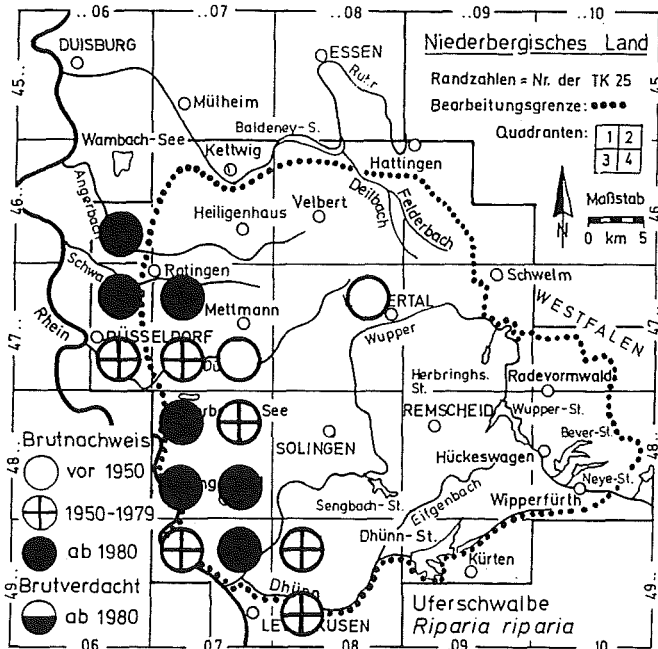 ..06
..07
..08
..09
..10
DUISBURG
ESSEN
Ruhr
Niederbergisches Land
Randzahlen = Nr. der TK 25
Bearbeitungsgrenze:
Quadranten:
1 2
3 4
Maßstab
0 km 5
45..
45..
Mülheim
Baldeney-S.
Wambach-See
Kettwig
Hattingen
Angerbach
Deilbach
Felderbach
Velbert
Heiligenhaus
46..
46..
Schwa
Ratingen
Schwelm
Mettmann
ERTAL
WESTFALEN
Rhein
DÜSSELDORF
Wupper
47..
47..
Herbringhs.
St.
Radevormwald
See
REMSCHEID
Wupper-St.
Bever-St.
SOLINGEN
Hückeswagen
Neye-St.
Sengbach-St.
Eifgenbach
Wipperfürth
48..
48..
Dhünn-St.
Kürten
Dhünn
LE KUSEN
49..
49..
Brutnachweis
vor 1950
1950-1979
ab 1980
Brutverdacht
ab 1980
Uferschwalbe
Riparia riparia
06
.. 07
.. 08
.. 09
.. 10